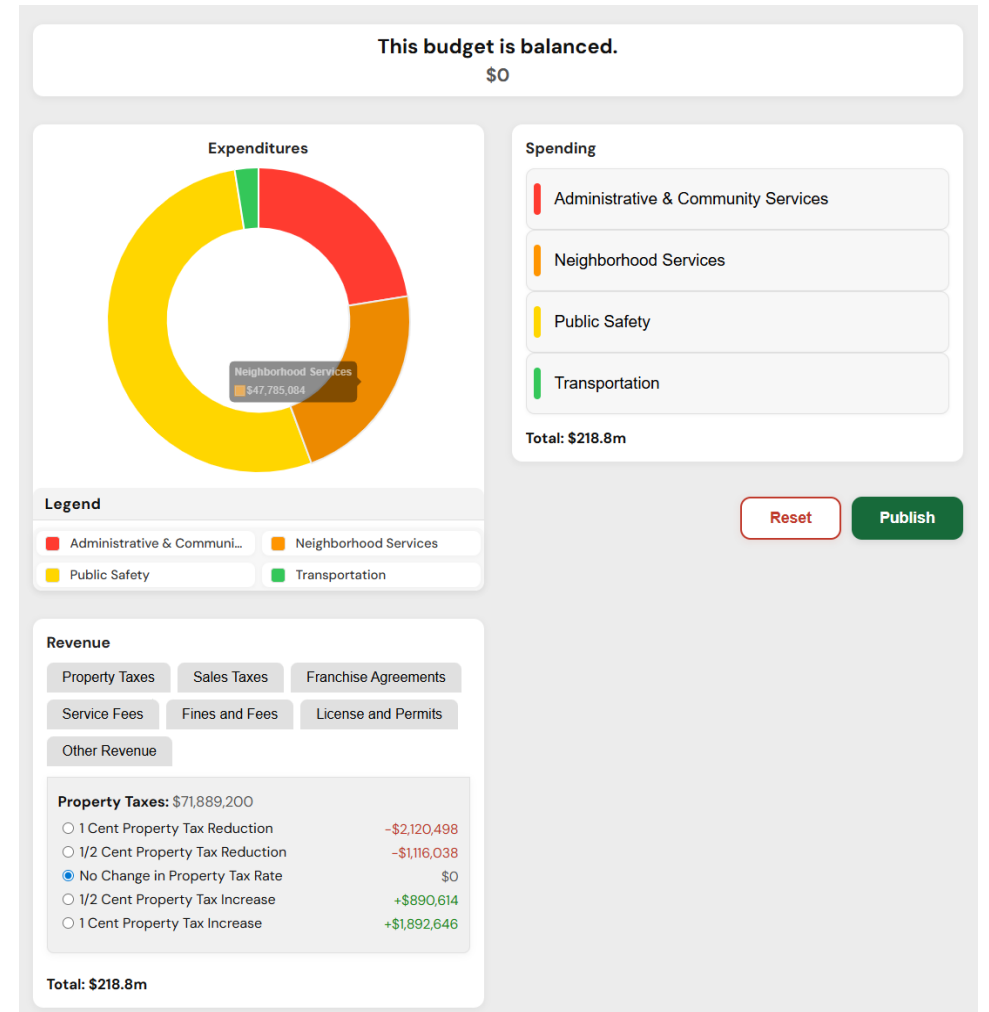 This budget is balanced.
$0
Expenditures
Neighborhood Services
$47,785,084
Legend
Administrative & Communi...
Neighborhood Services
Public Safety
Transportation
Spending
Administrative & Community Services
Neighborhood Services
Public Safety
Transportation
Total: $218.8m
Reset
Publish
Revenue
Property Taxes
Sales Taxes
Franchise Agreements
Service Fees
Fines and Fees
License and Permits
Other Revenue
Property Taxes: $71,889,200
1 Cent Property Tax Reduction -$2,120,498
1/2 Cent Property Tax Reduction -$1,116,038
No Change in Property Tax Rate $0
1/2 Cent Property Tax Increase +$890,614
1 Cent Property Tax Increase +$1,892,646
Total: $218.8m